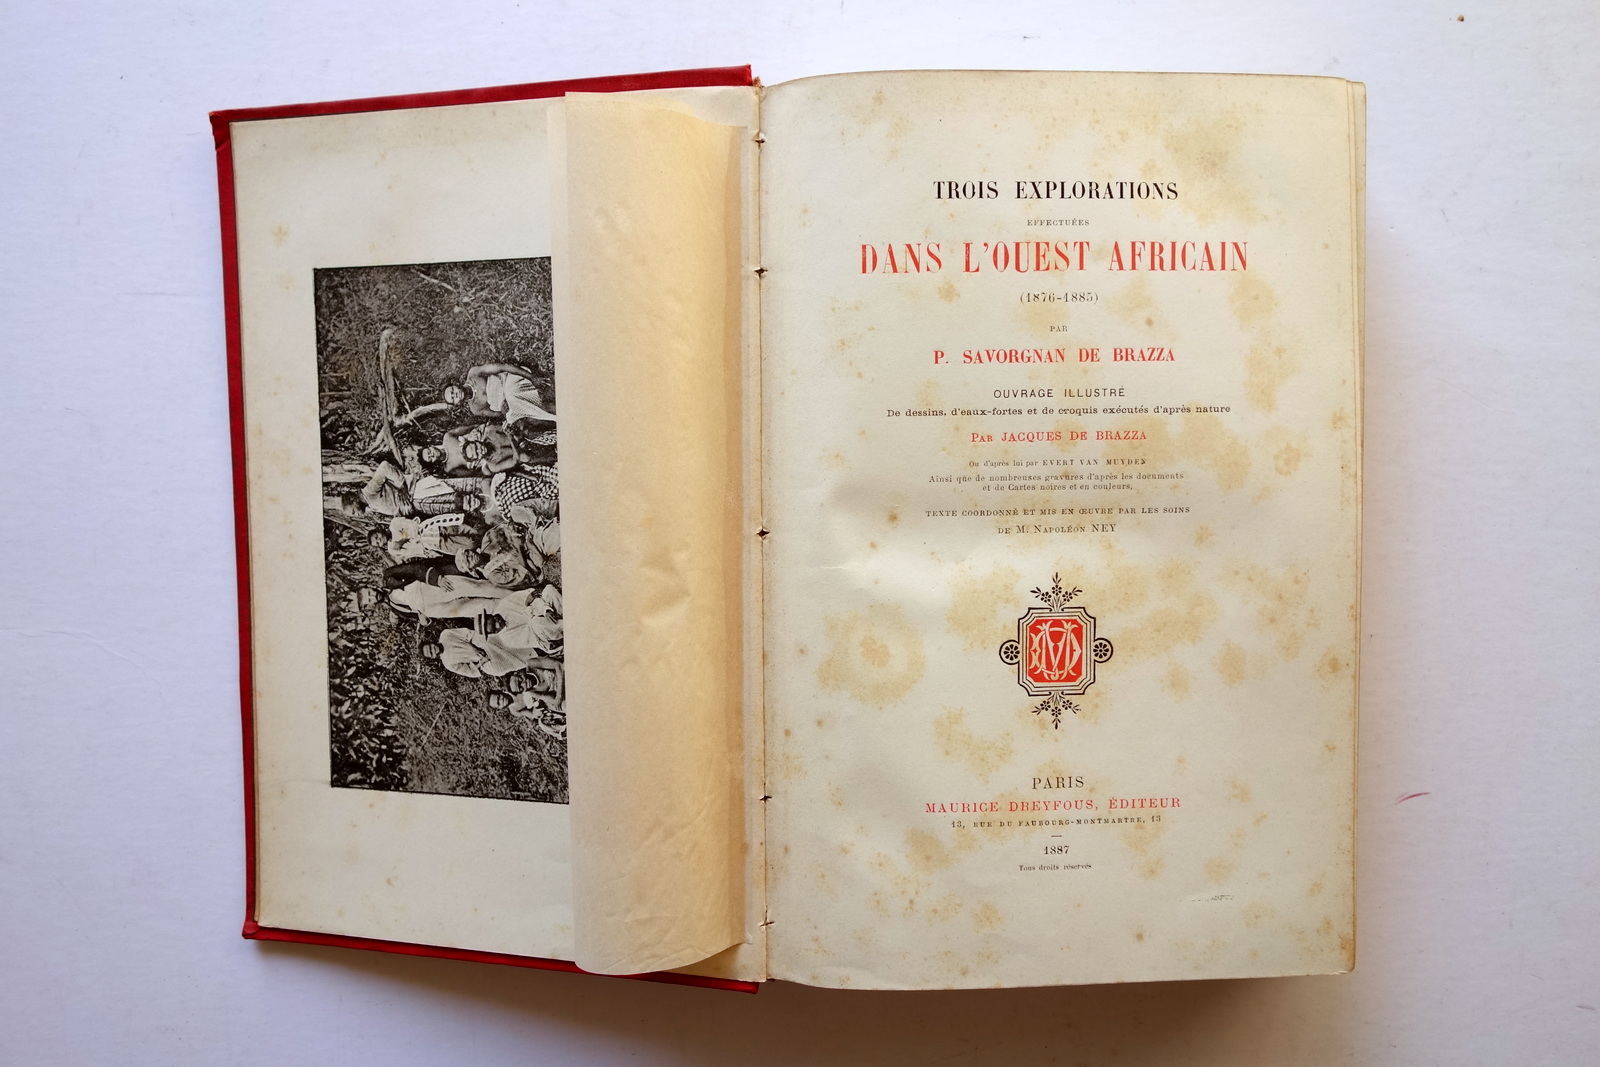 TROIS EXPLORATIONS
EFFECTUÉES
DANS L'OUEST AFRICAIN
(1876-1885)
PAR
P. SAVORGNAN DE BRAZZA
OUVRAGE ILLUSTRÉ
De dessins, d'eaux-fortes et de croquis exécutés d'après nature
Par JACQUES DE BRAZZA
Ou d'après lui par EVERT VAN MUYDEN
Ainsi que de nombreuses gravures d'après les documents
et de Cartes noires et en couleurs,
TEXTE COORDONNÉ ET MIS EN ŒUVRE PAR LES SOINS
DE M. Napoléon NEY
PARIS
MAURICE DREYFOUS, ÉDITEUR
13, RUE DU FAUBOURG-MONTMARTRE, 13
1887
Tous droits réservés